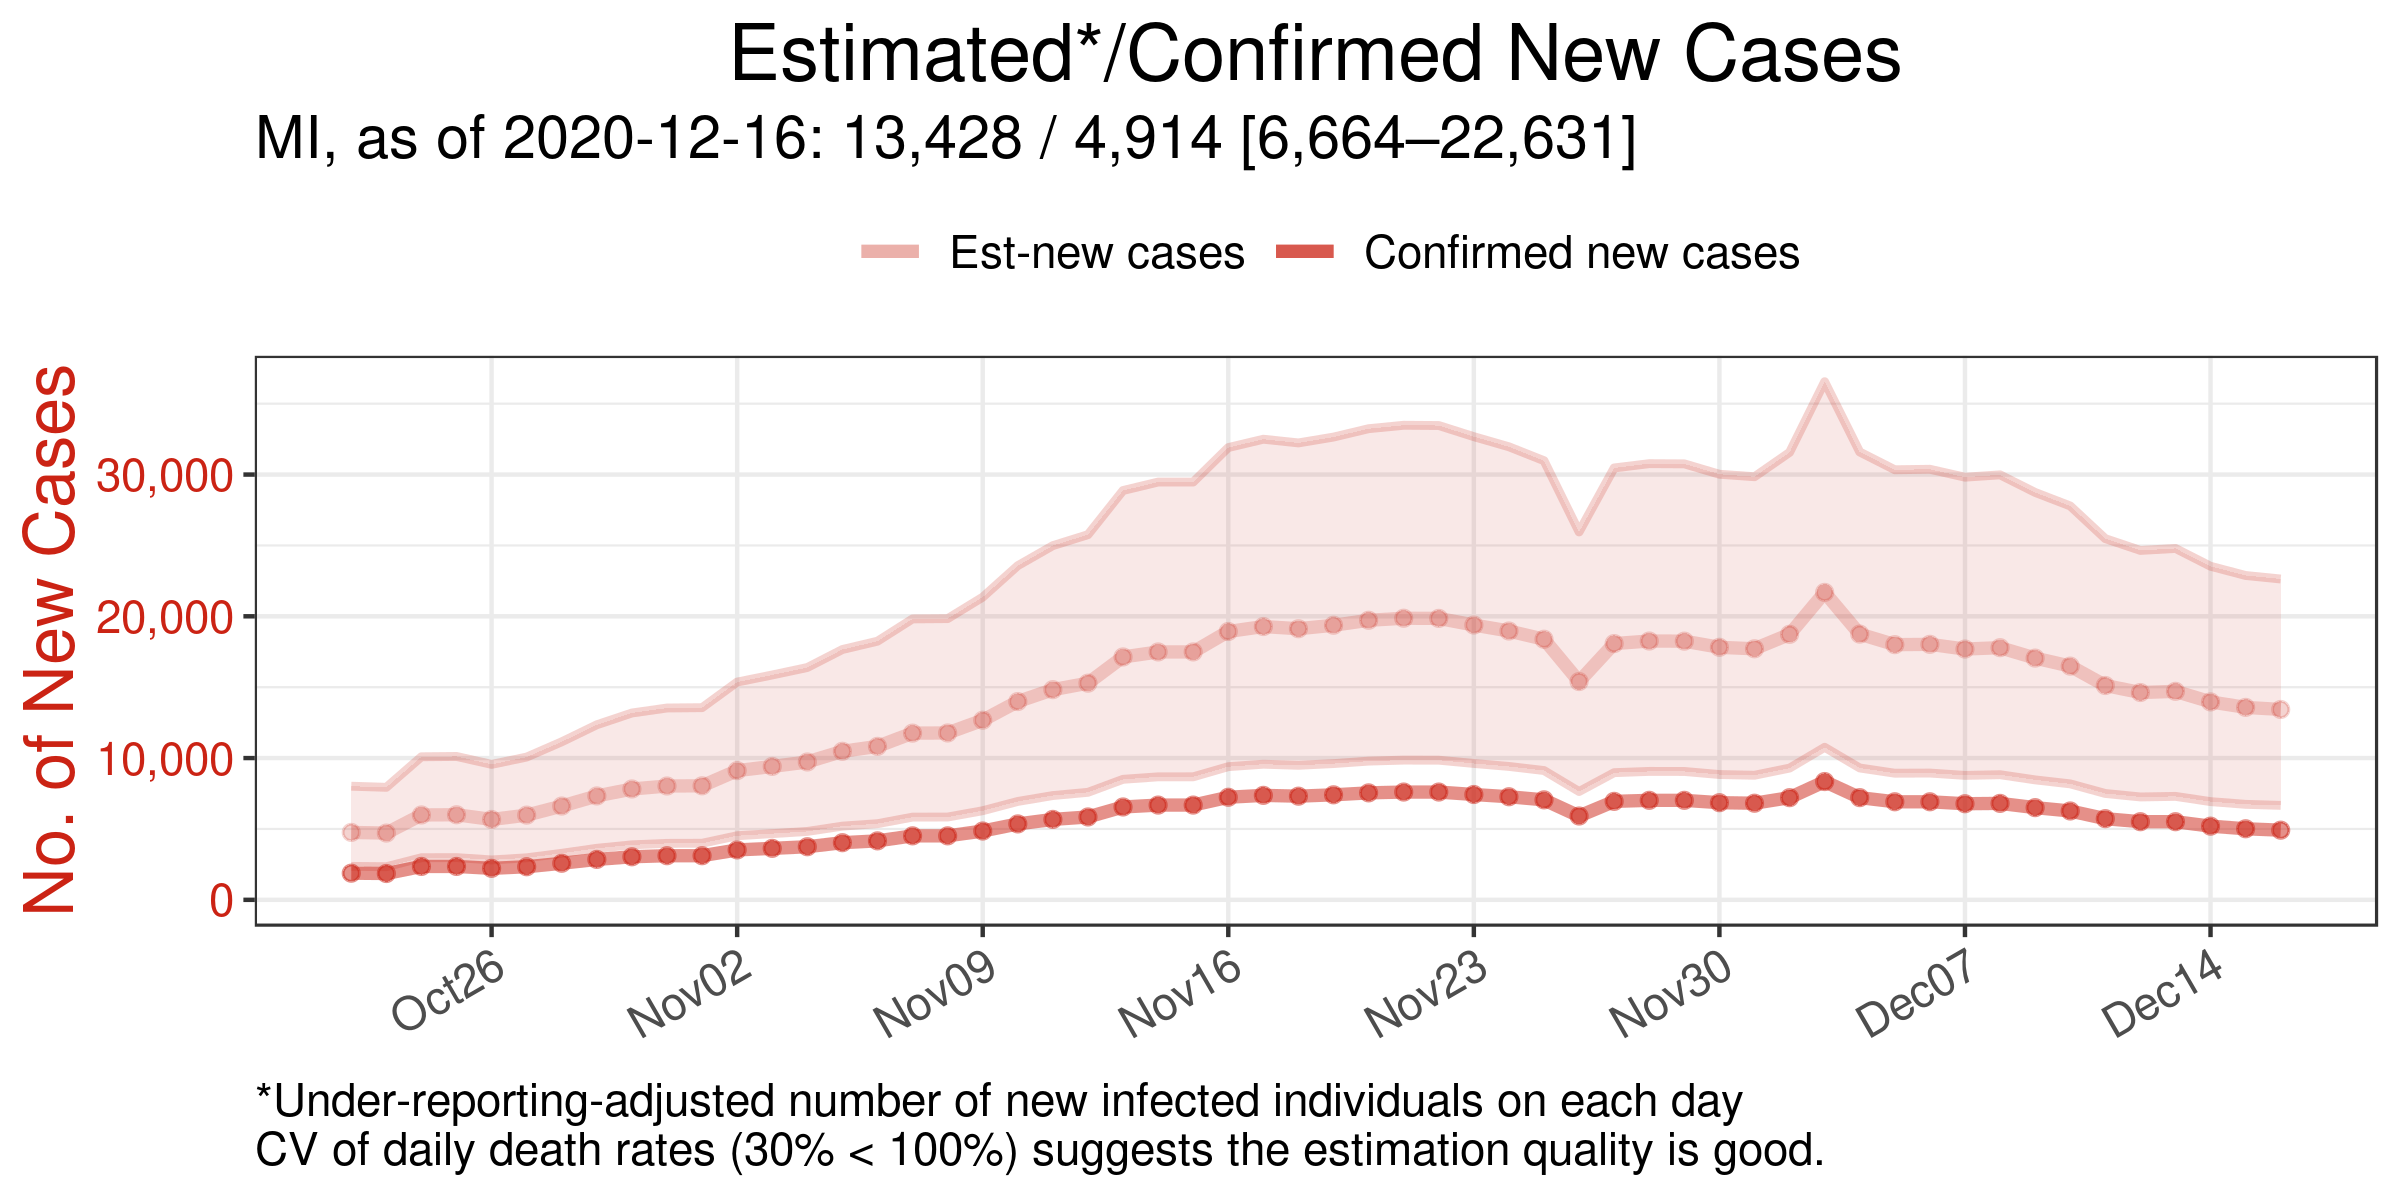 Estimated*/Confirmed New Cases
MI, as of 2020-12-16: 13,428 / 4,914 [6,664–22,631]
Est-new cases
Confirmed new cases
No. of New Cases
30,000
20,000
10,000
0
Oct26
Nov02
Nov09
Nov16
Nov23
Nov30
Dec07
Dec14
*Under-reporting-adjusted number of new infected individuals on each day
CV of daily death rates (30% < 100%) suggests the estimation quality is good.